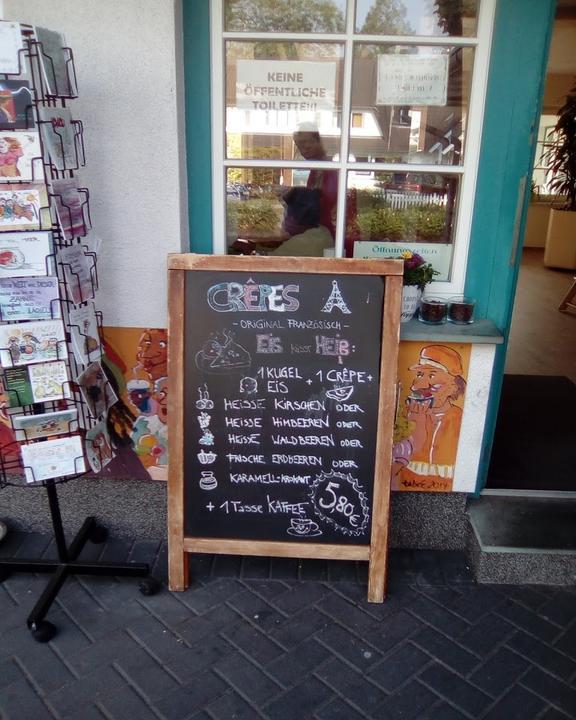 KEINE
ÖFFENTLICHE
TOILETTE!!!
Öffnungszeiten
CRÊPES
- ORIGINAL FRANZÖSISCH -
EIS küsst HEIß:
1 KUGEL EIS + 1 CRÊPE +
HEISSE KIRSCHEN ODER
HEISSE HIMBEEREN ODER
HEISSE WALDBEEREN ODER
FRISCHE ERDBEEREN ODER
KARAMELL-KROKANT
+ 1 TASSE KAFFEE
5,80€